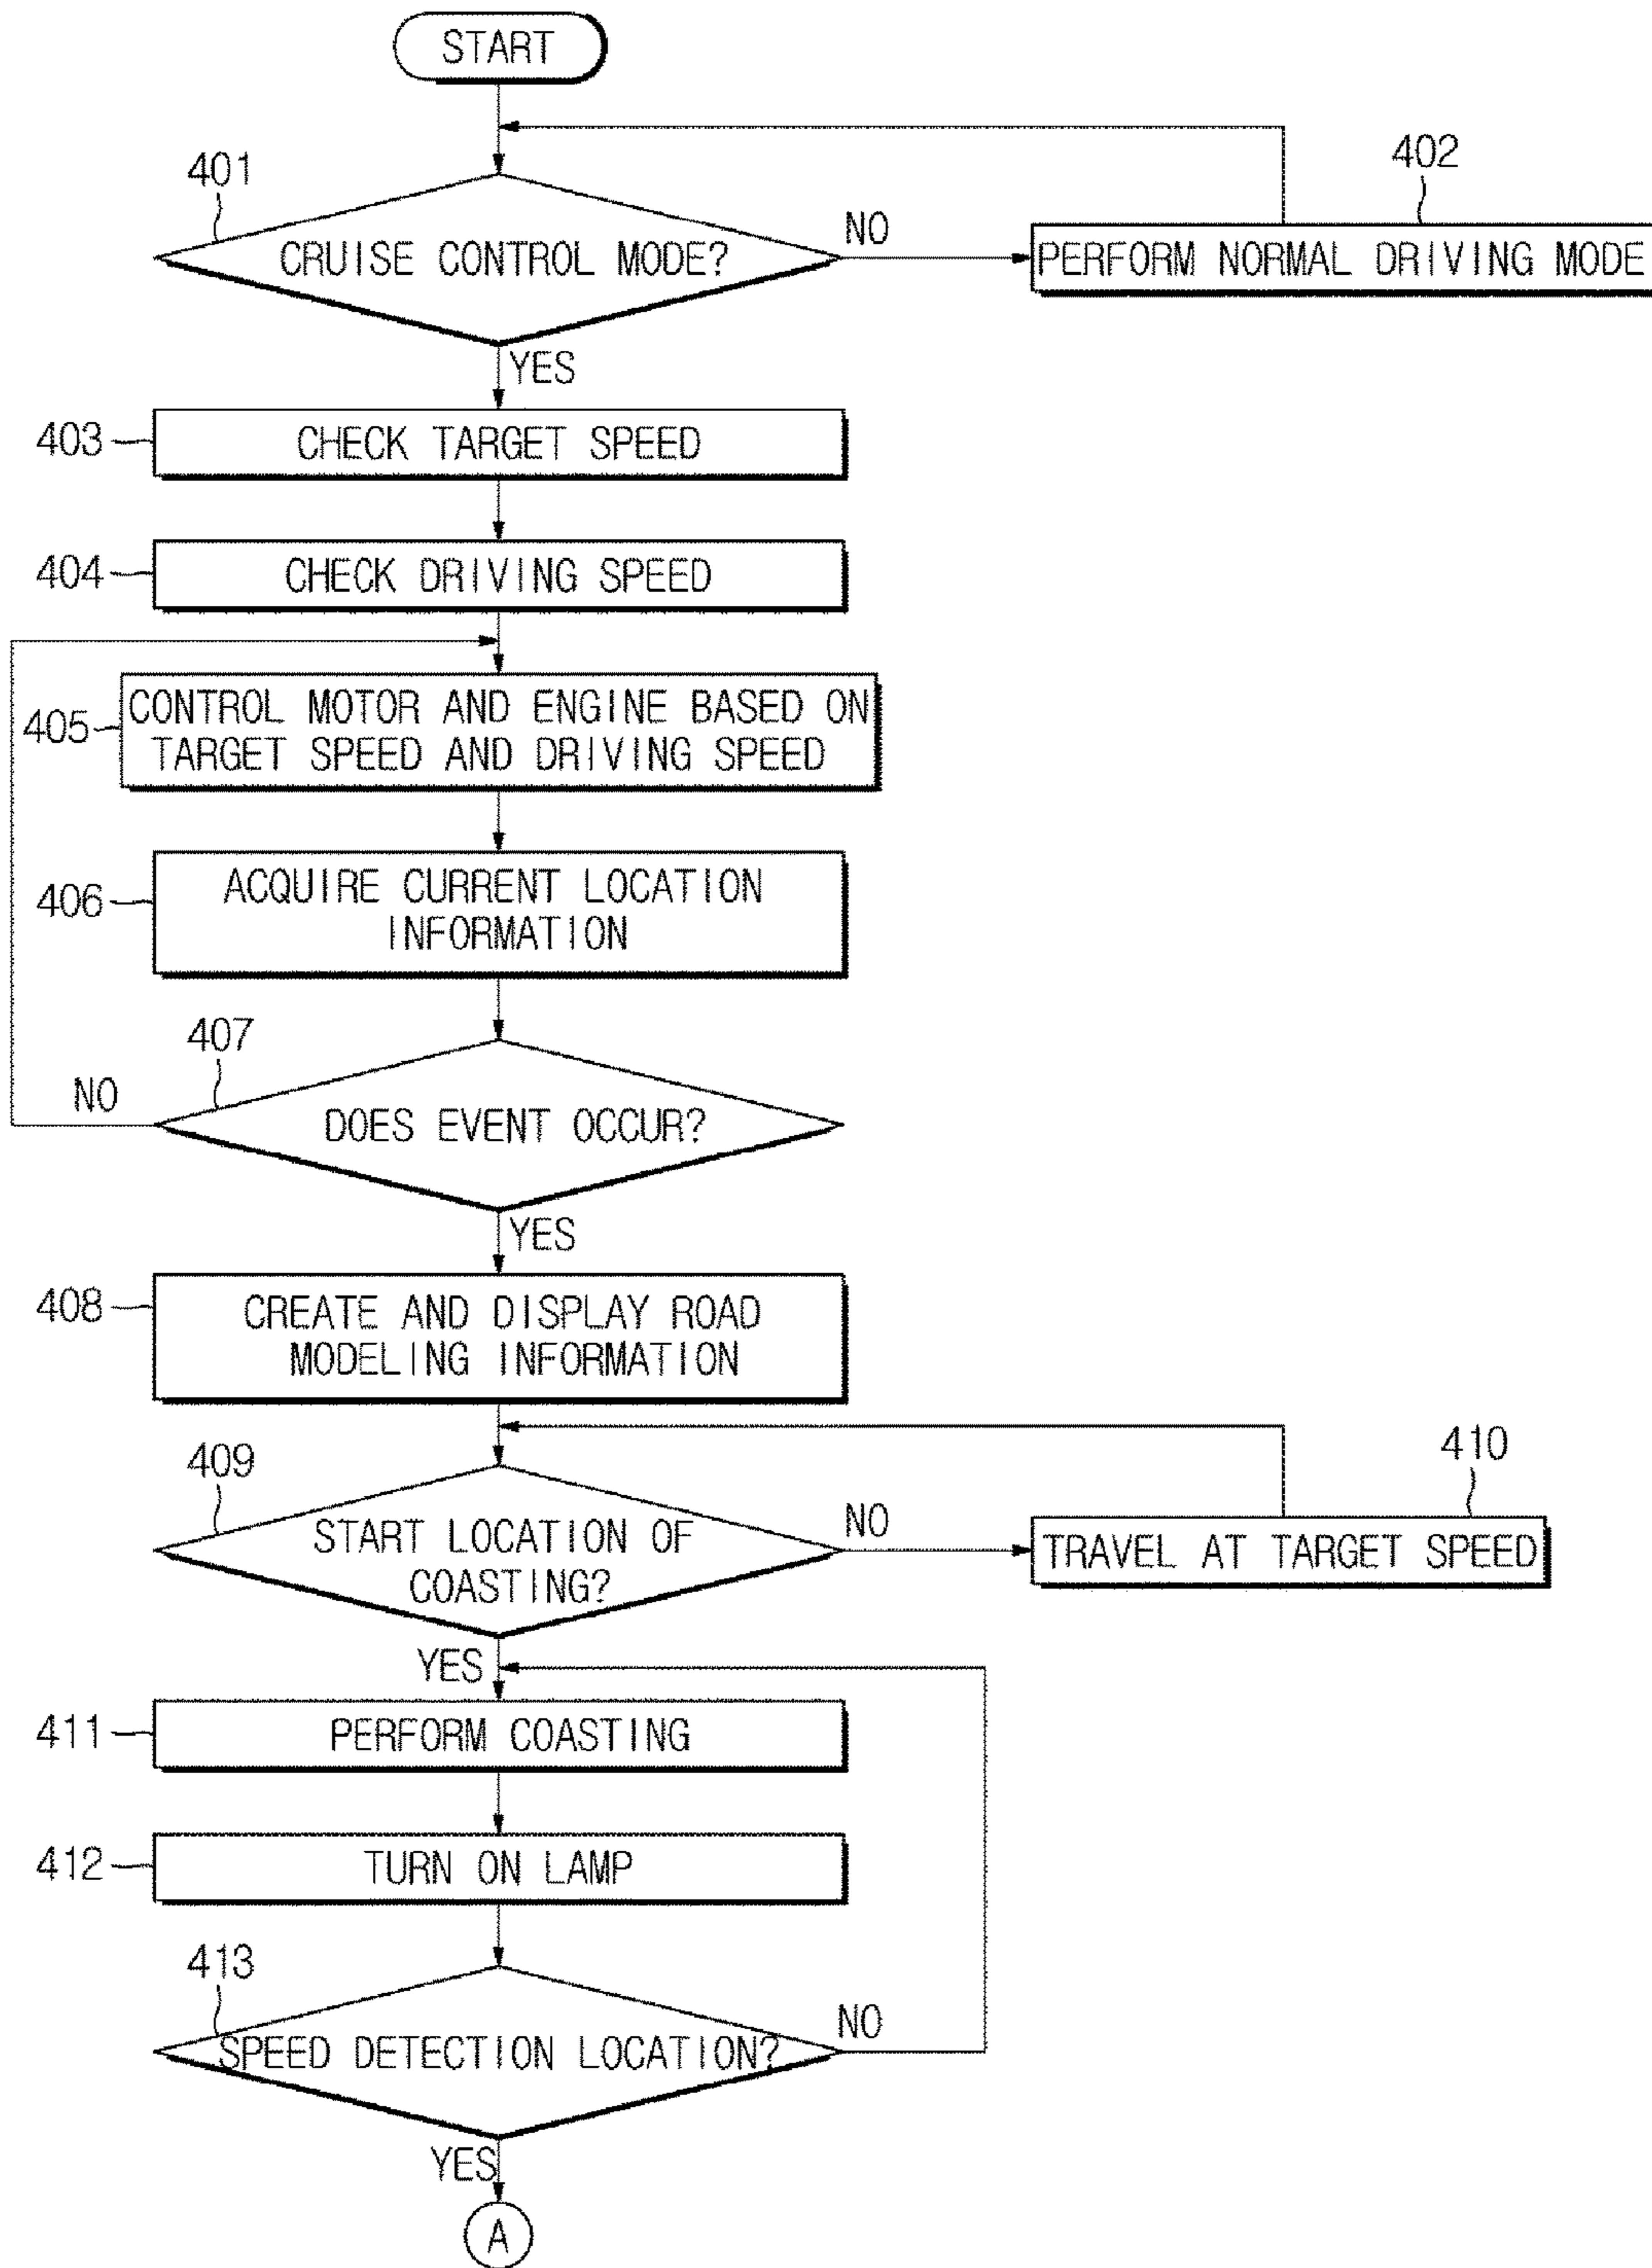 START
401
CRUISE CONTROL MODE?
NO
402
PERFORM NORMAL DRIVING MODE
YES
403
CHECK TARGET SPEED
404
CHECK DRIVING SPEED
405
CONTROL MOTOR AND ENGINE BASED ON
TARGET SPEED AND DRIVING SPEED
406
ACQUIRE CURRENT LOCATION
INFORMATION
407
NO
DOES EVENT OCCUR?
YES
408
CREATE AND DISPLAY ROAD
MODELING INFORMATION
409
START LOCATION OF
COASTING?
NO
410
TRAVEL AT TARGET SPEED
YES
411
PERFORM COASTING
412
TURN ON LAMP
413
SPEED DETECTION LOCATION?
NO
YES
A